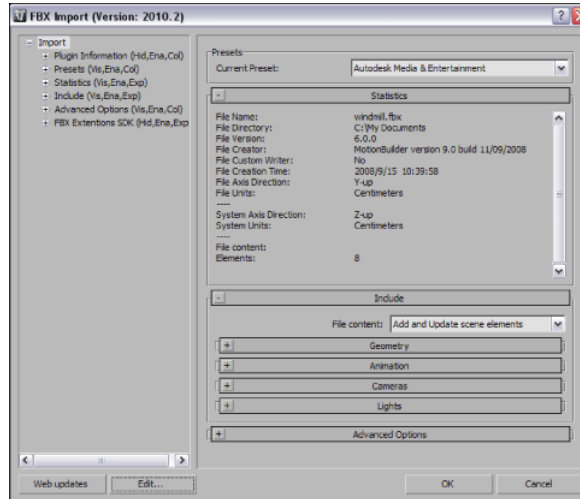 FBX Import (Version: 2010.2)
Import
Plugin Information (Hid,Ena,Col)
Presets (Vis,Ena,Col)
Statistics (Vis,Ena,Exp)
Include (Vis,Ena,Exp)
Advanced Options (Vis,Ena,Col)
FBX Extentions SDK (Hid,Ena,Exp
Presets
Current Preset: Autodesk Media & Entertainment
- Statistics
File Name: windmill.fbx
File Directory: C:\My Documents
File Version: 6.0.0
File Creator: MotionBuilder version 9.0 build 11/09/2008
File Custom Writer: No
File Creation Time: 2008/9/15 10:39:58
File Axis Direction: Y-up
File Units: Centimeters
----
System Axis Direction: Z-up
System Units: Centimeters
----
File content:
Elements: 8
- Include
File content: Add and Update scene elements
+ Geometry
+ Animation
+ Cameras
+ Lights
+ Advanced Options
Web updates Edit... OK Cancel